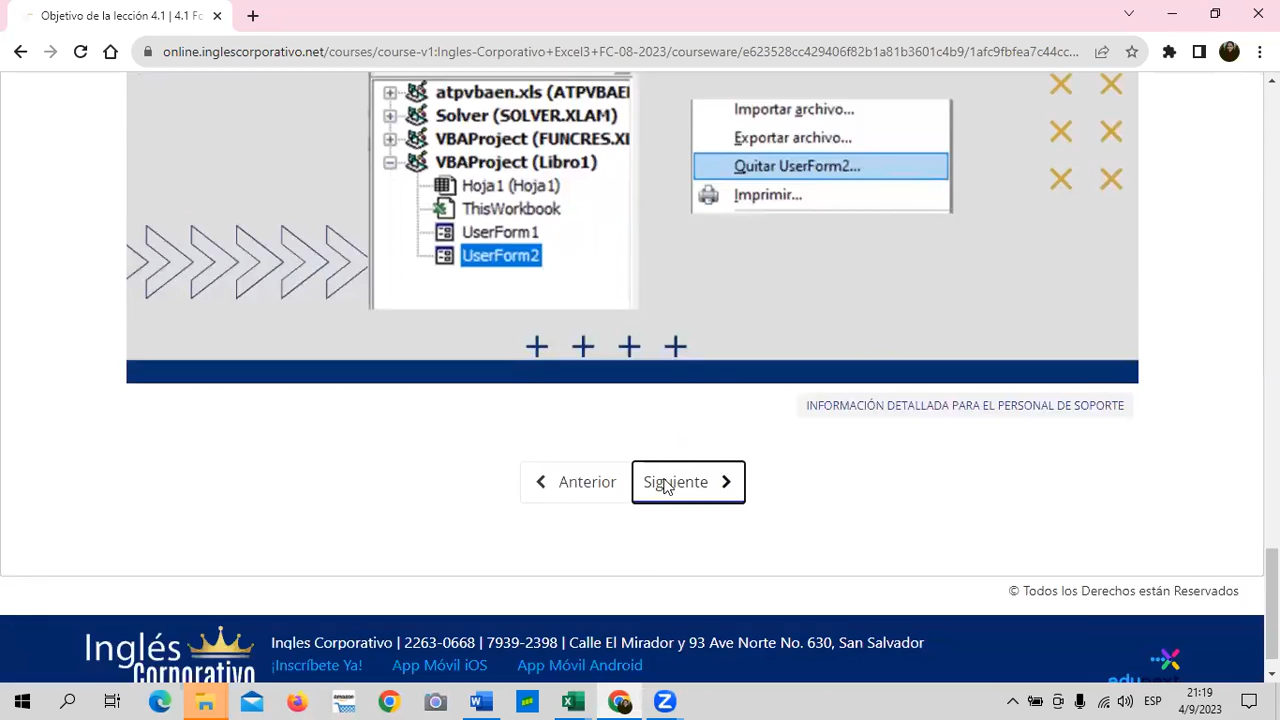 Objetivo de la lección 4.1 | 4.1 Fo
online.inglescorporativo.net/courses/course-v1:Ingles-Corporativo+Excel3+FC-08-2023/courseware/e623528cc429406f82b1a81b3601c4b9/1afc9fbfea7c44cc...
atpvbaen.xls (ATPVBAEI
Solver (SOLVER.XLAM)
VBAProject (FUNCRES.XI
VBAProject (Libro1)
Hoja1 (Hoja1)
ThisWorkbook
UserForm1
UserForm2
Importar archivo...
Exportar archivo...
Quitar UserForm2...
Imprimir...
INFORMACIÓN DETALLADA PARA EL PERSONAL DE SOPORTE
Anterior
Siguiente
© Todos los Derechos están Reservados
Inglés Corporativo
Ingles Corporativo | 2263-0668 | 7939-2398 | Calle El Mirador y 93 Ave Norte No. 630, San Salvador
¡Inscríbete Ya! App Móvil iOS App Móvil Android
edunext
ESP
21:19
4/9/2023